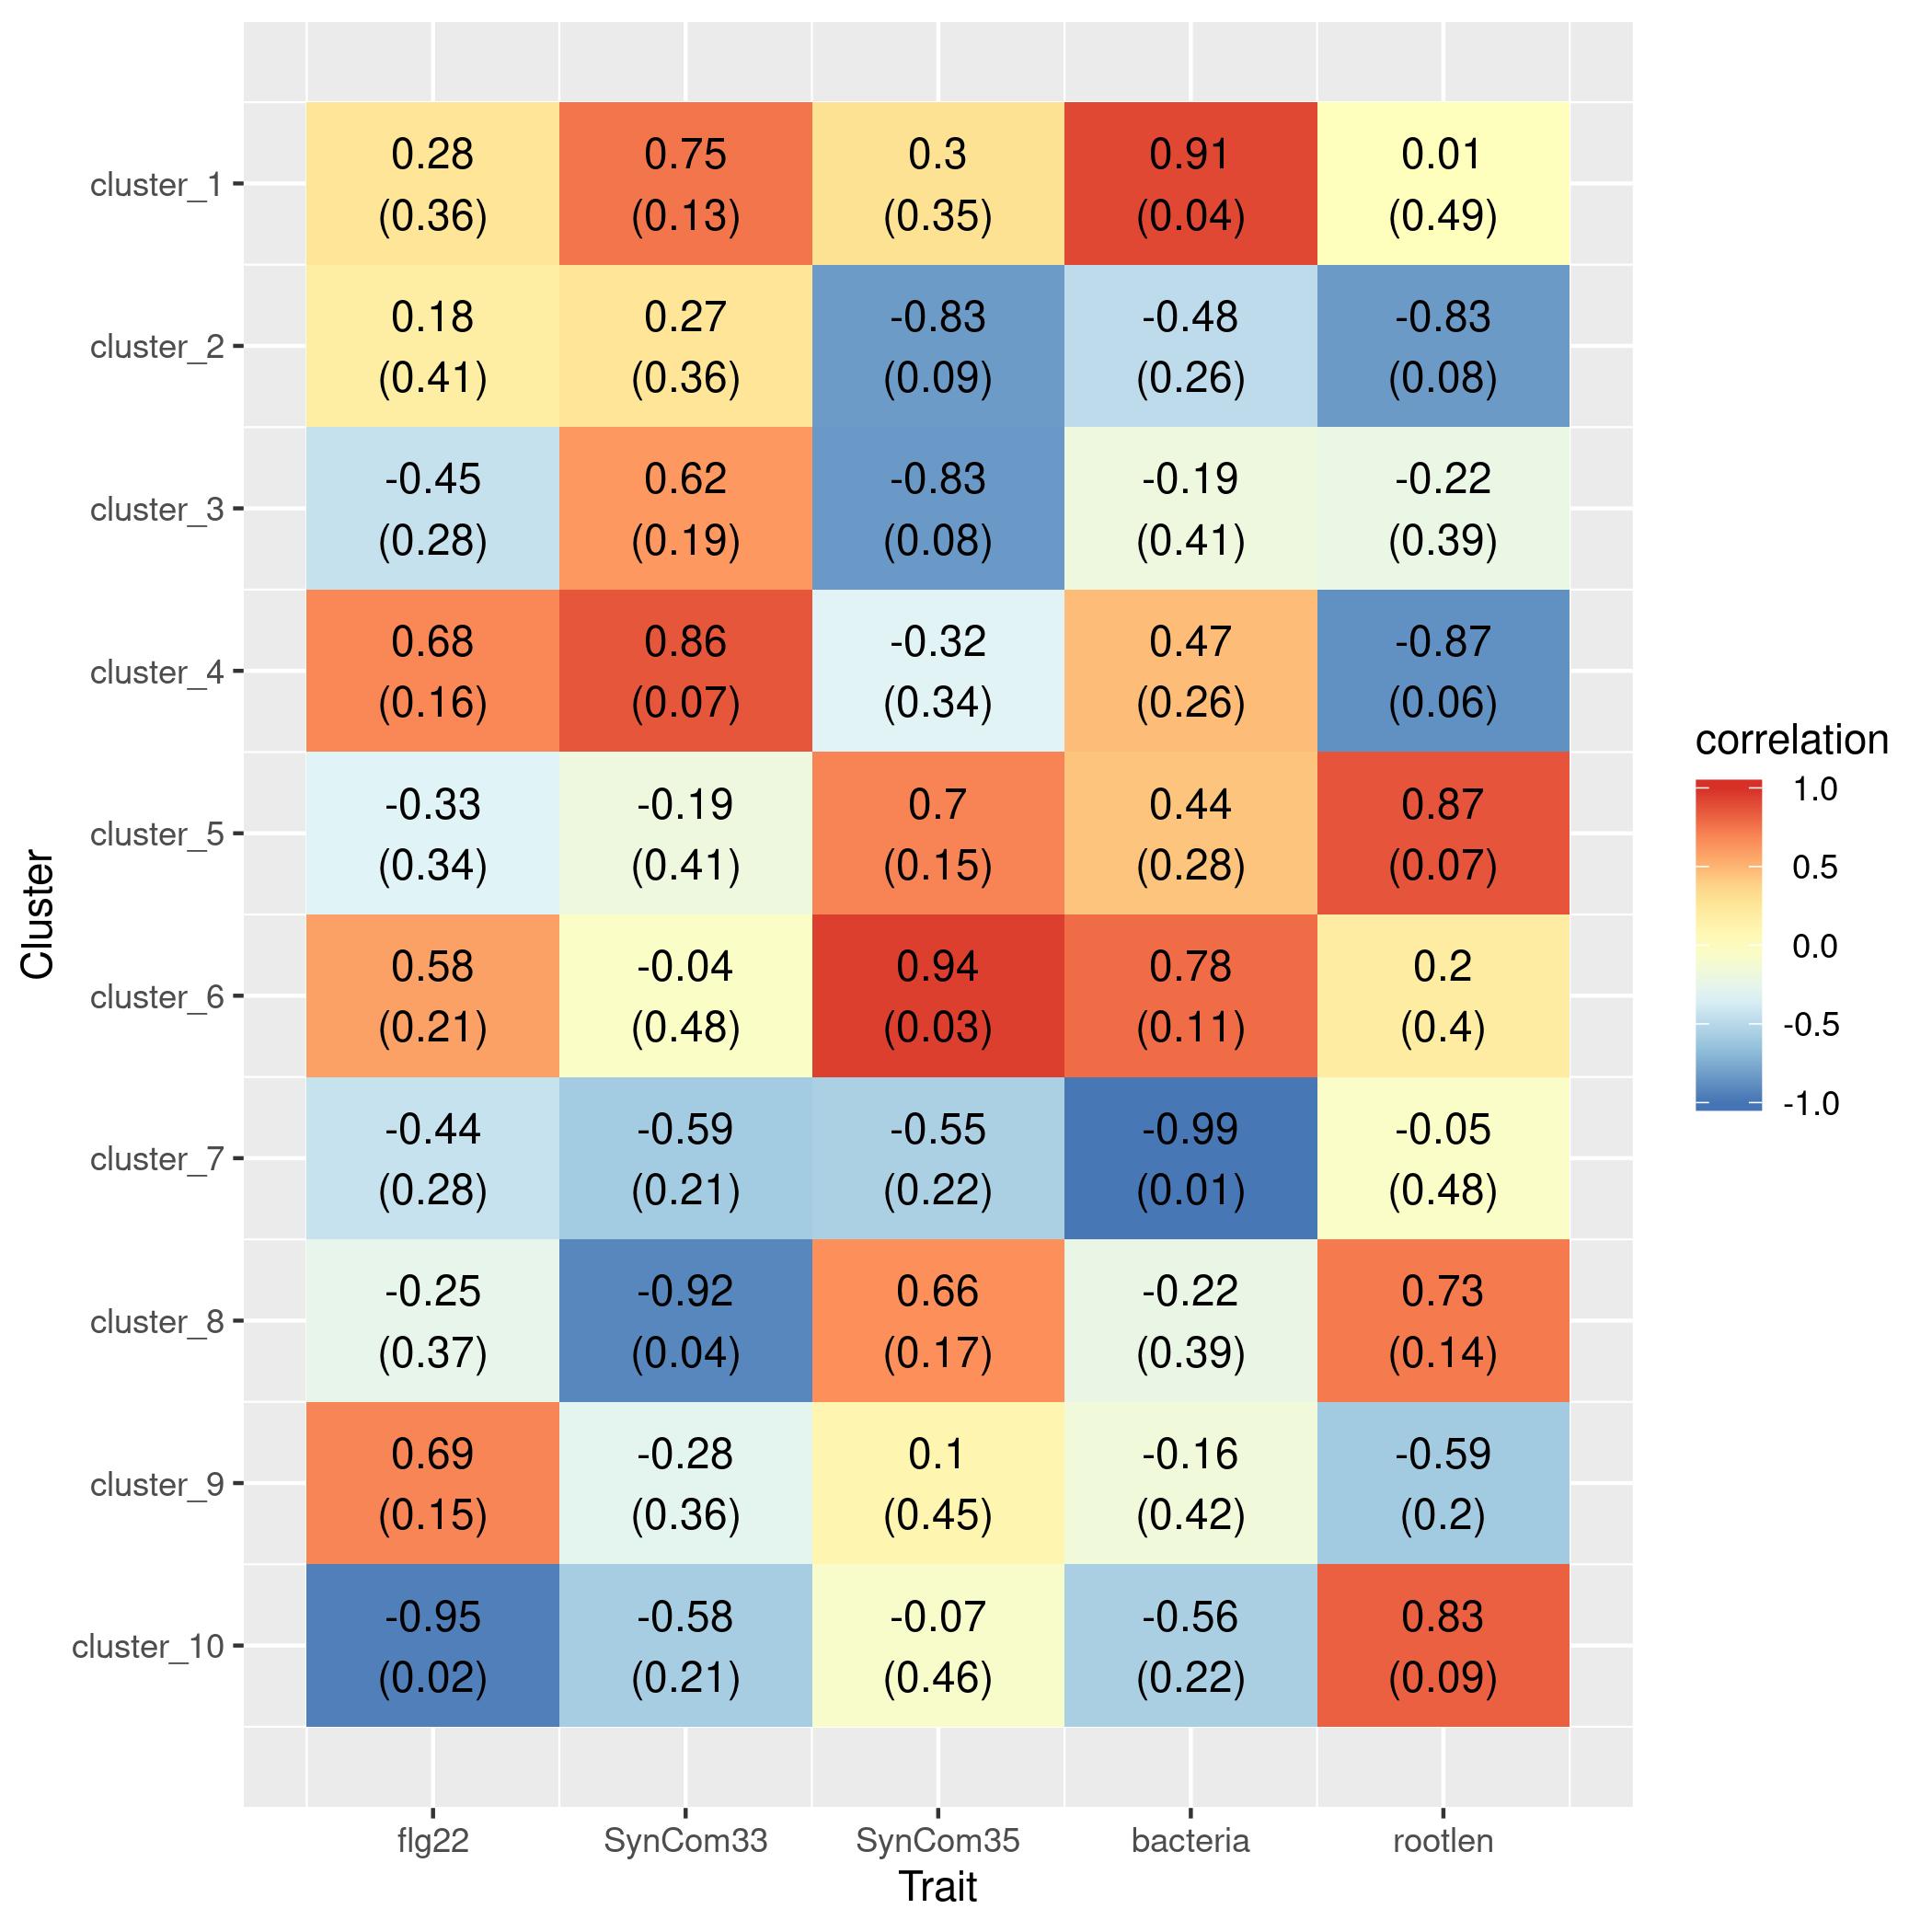 cluster_1
0.28 0.75 0.3 0.91 0.01
(0.36) (0.13) (0.35) (0.04) (0.49)
cluster_2
0.18 0.27 -0.83 -0.48 -0.83
(0.41) (0.36) (0.09) (0.26) (0.08)
cluster_3
-0.45 0.62 -0.83 -0.19 -0.22
(0.28) (0.19) (0.08) (0.41) (0.39)
cluster_4
0.68 0.86 -0.32 0.47 -0.87
(0.16) (0.07) (0.34) (0.26) (0.06)
cluster_5
-0.33 -0.19 0.7 0.44 0.87
(0.34) (0.41) (0.15) (0.28) (0.07)
cluster_6
0.58 -0.04 0.94 0.78 0.2
(0.21) (0.48) (0.03) (0.11) (0.4)
cluster_7
-0.44 -0.59 -0.55 -0.99 -0.05
(0.28) (0.21) (0.22) (0.01) (0.48)
cluster_8
-0.25 -0.92 0.66 -0.22 0.73
(0.37) (0.04) (0.17) (0.39) (0.14)
cluster_9
0.69 -0.28 0.1 -0.16 -0.59
(0.15) (0.36) (0.45) (0.42) (0.2)
cluster_10
-0.95 -0.58 -0.07 -0.56 0.83
(0.02) (0.21) (0.46) (0.22) (0.09)
flg22 SynCom33 SynCom35 bacteria rootlen
Trait
Cluster
correlation
1.0
0.5
0.0
-0.5
-1.0